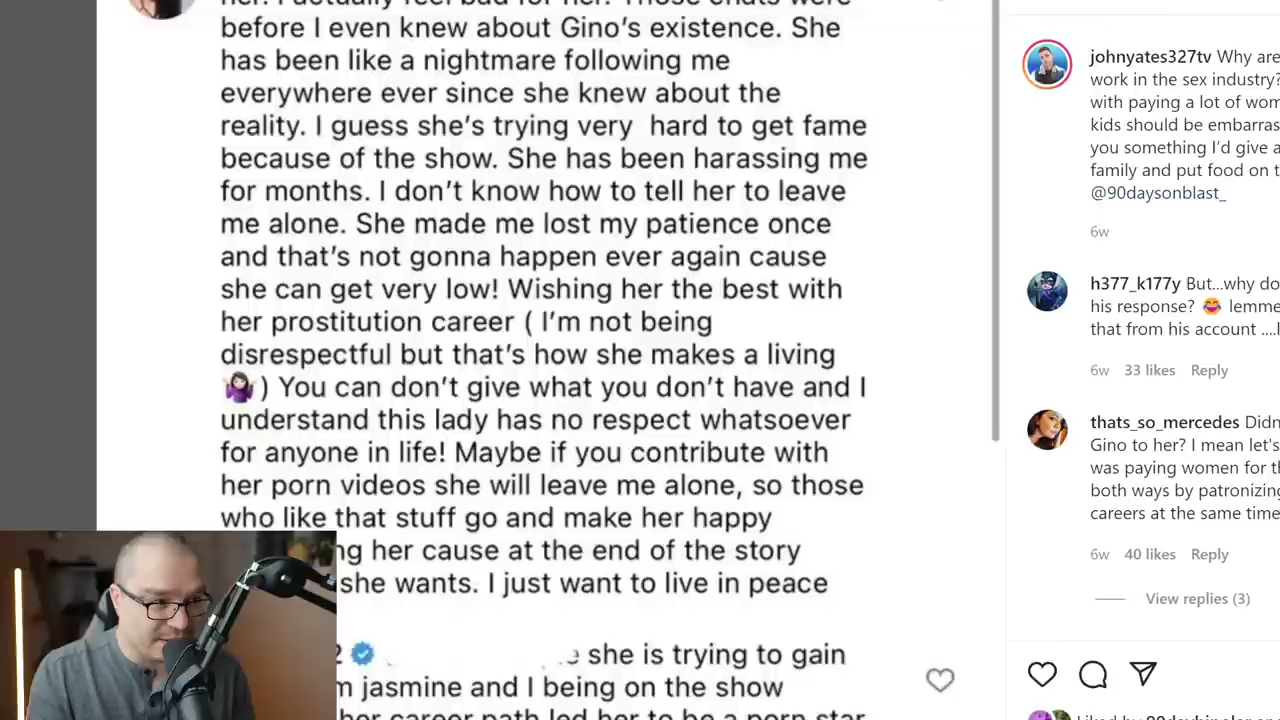 before I even knew about Gino's existence. She
has been like a nightmare following me
everywhere ever since she knew about the
reality. I guess she's trying very hard to get fame
because of the show. She has been harassing me
for months. I don't know how to tell her to leave
me alone. She made me lost my patience once
and that's not gonna happen ever again cause
she can get very low! Wishing her the best with
her prostitution career ( I'm not being
disrespectful but that's how she makes a living
🤷🏻‍♀️) You can don't give what you don't have and I
understand this lady has no respect whatsoever
for anyone in life! Maybe if you contribute with
her porn videos she will leave me alone, so those
who like that stuff go and make her happy
her cause at the end of the story
she wants. I just want to live in peace
she is trying to gain
jasmine and I being on the show
her career path led her to be a porn star
johnyates327tv Why are
work in the sex industry?
with paying a lot of wom
kids should be embarras
you something I'd give a
family and put food on t
@90daysonblast_
6w
h377_k177y But...why do
his response? 😂 lemme
that from his account ....l
6w 33 likes Reply
thats_so_mercedes Didn
Gino to her? I mean let's
was paying women for th
both ways by patronizing
careers at the same time
6w 40 likes Reply
View replies (3)